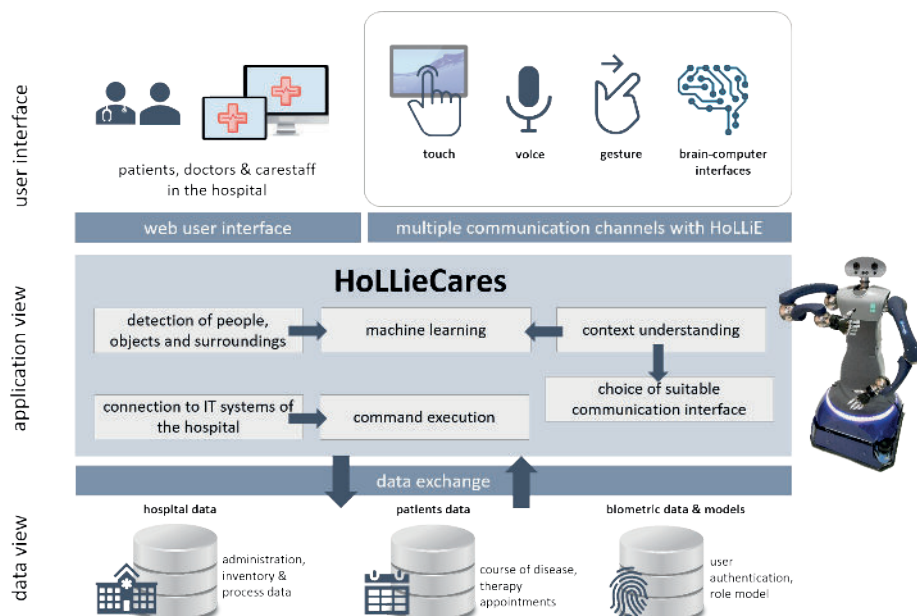 user interface
patients, doctors & carestaff
in the hospital
touch
voice
gesture
brain-computer
interfaces
web user interface
multiple communication channels with HoLLiE
application view
HoLLieCares
detection of people,
objects and surroundings
machine learning
context understanding
choice of suitable
communication interface
connection to IT systems of
the hospital
command execution
data exchange
data view
hospital data
administration,
inventory &
process data
patients data
course of disease,
therapy
appointments
biometric data & models
user
authentication,
role model